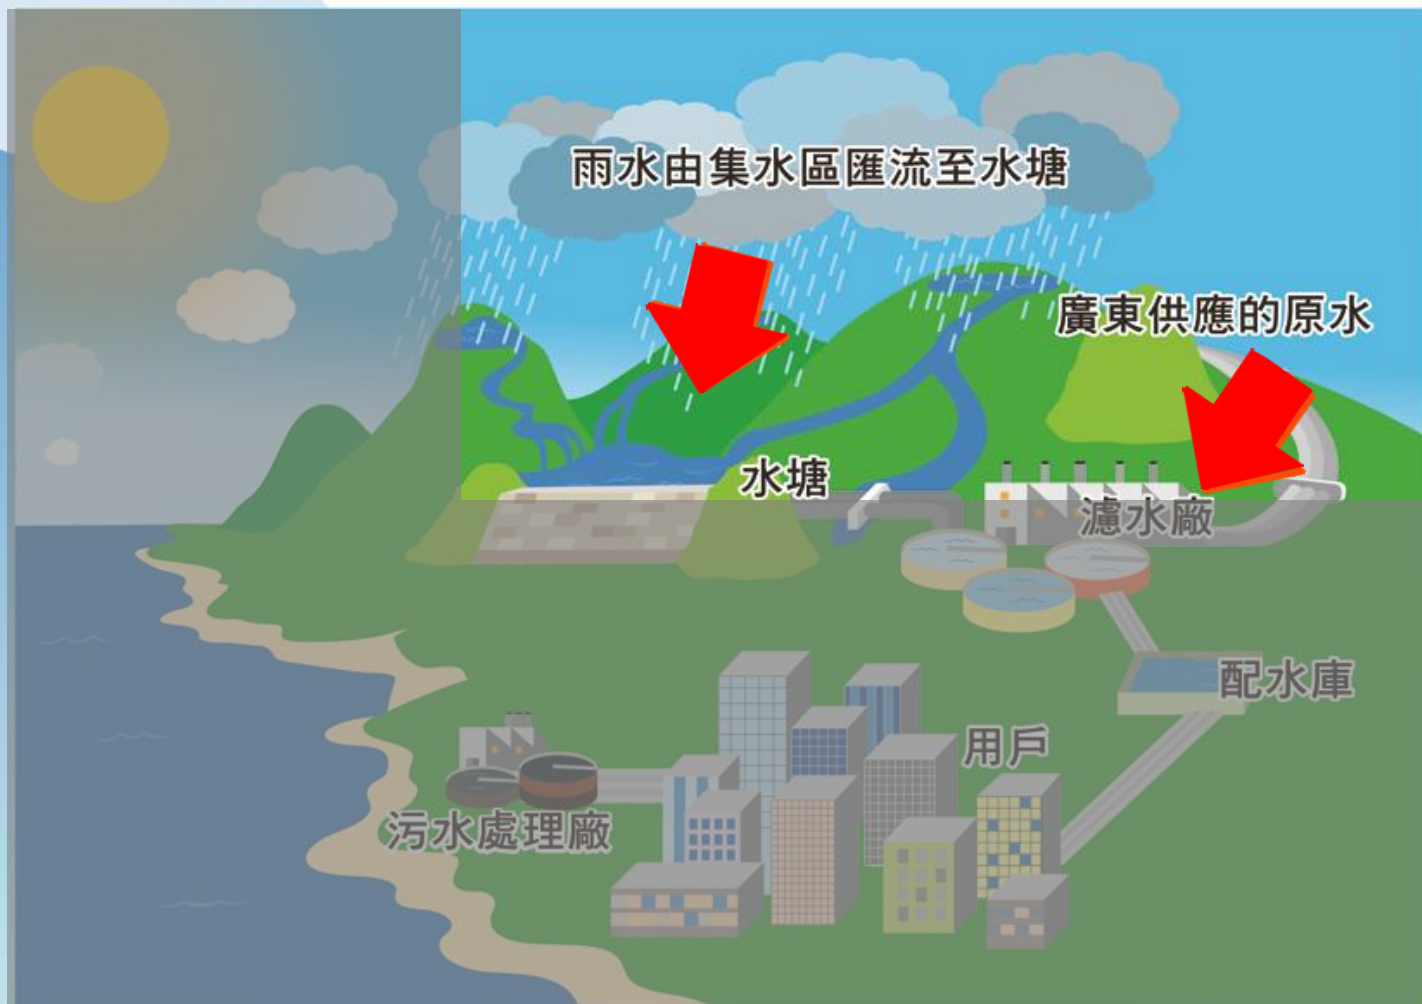 雨水由集水區匯流至水塘
廣東供應的原水
水塘
濾水廠
配水庫
用戶
污水處理廠